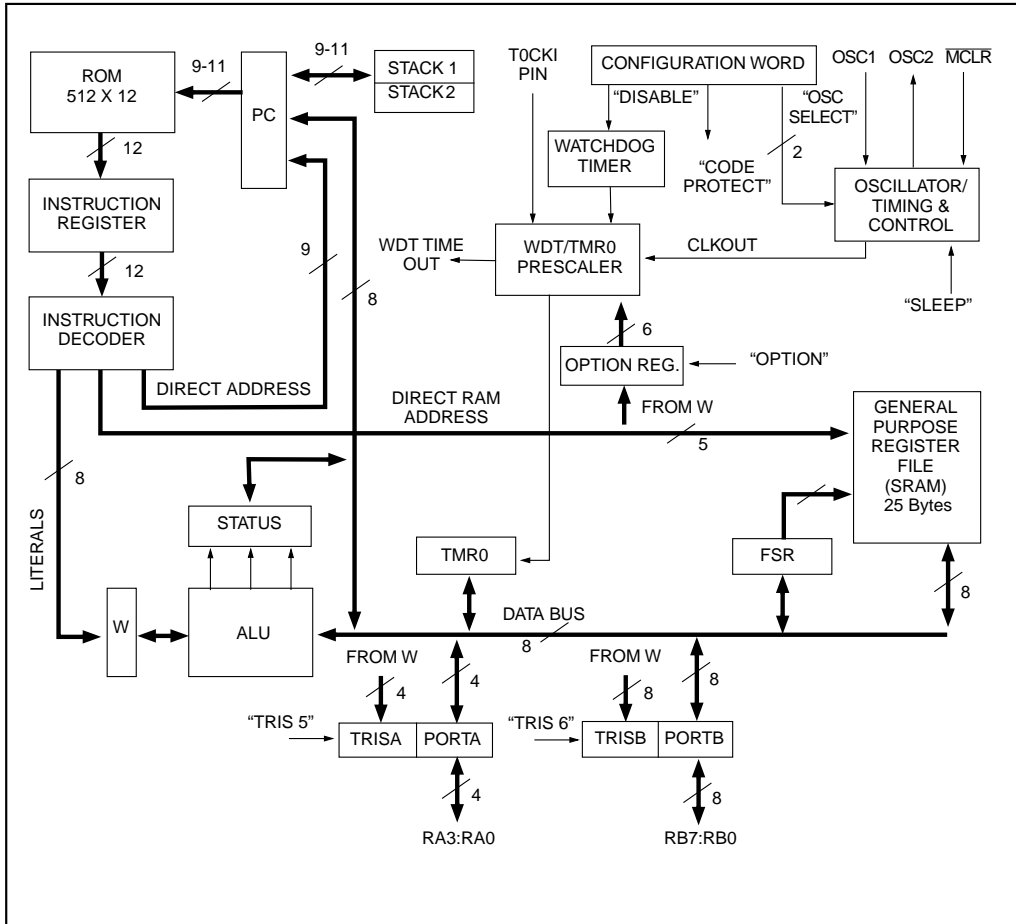 9-11
9-11
T0CKI
PIN
CONFIGURATION WORD
OSC1
OSC2
MCLR
ROM
512 X 12
STACK 1
STACK 2
PC
“DISABLE”
“OSC
SELECT”
WATCHDOG
TIMER
2
“CODE
PROTECT”
12
INSTRUCTION
REGISTER
OSCILLATOR/
TIMING &
CONTROL
9
8
WDT TIME
OUT
WDT/TMR0
PRESCALER
CLKOUT
12
“SLEEP”
INSTRUCTION
DECODER
6
OPTION REG.
“OPTION”
DIRECT ADDRESS
DIRECT RAM
ADDRESS
FROM W
5
GENERAL
PURPOSE
REGISTER
FILE
(SRAM)
25 Bytes
8
LITERALS
STATUS
TMR0
FSR
8
W
ALU
DATA BUS
8
FROM W
4
4
FROM W
8
8
“TRIS 5”
TRISA
PORTA
“TRIS 6”
TRISB
PORTB
4
8
RA3:RA0
RB7:RB0